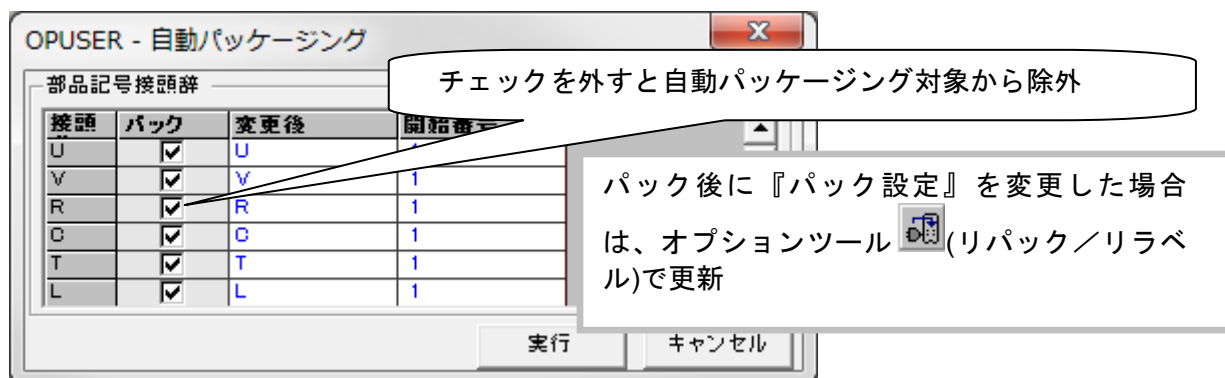 OPUSER - 自動パッケージング
チェックを外すと自動パッケージング対象から除外
部品記号接頭辞
接頭 パック 変更後 開始番号
U U 1
V V 1
R R 1
C C 1
T T 1
L L 1
パック後に『パック設定』を変更した場合
は、オプションツール (リパック／リラベ
ル)で更新
実行 キャンセル